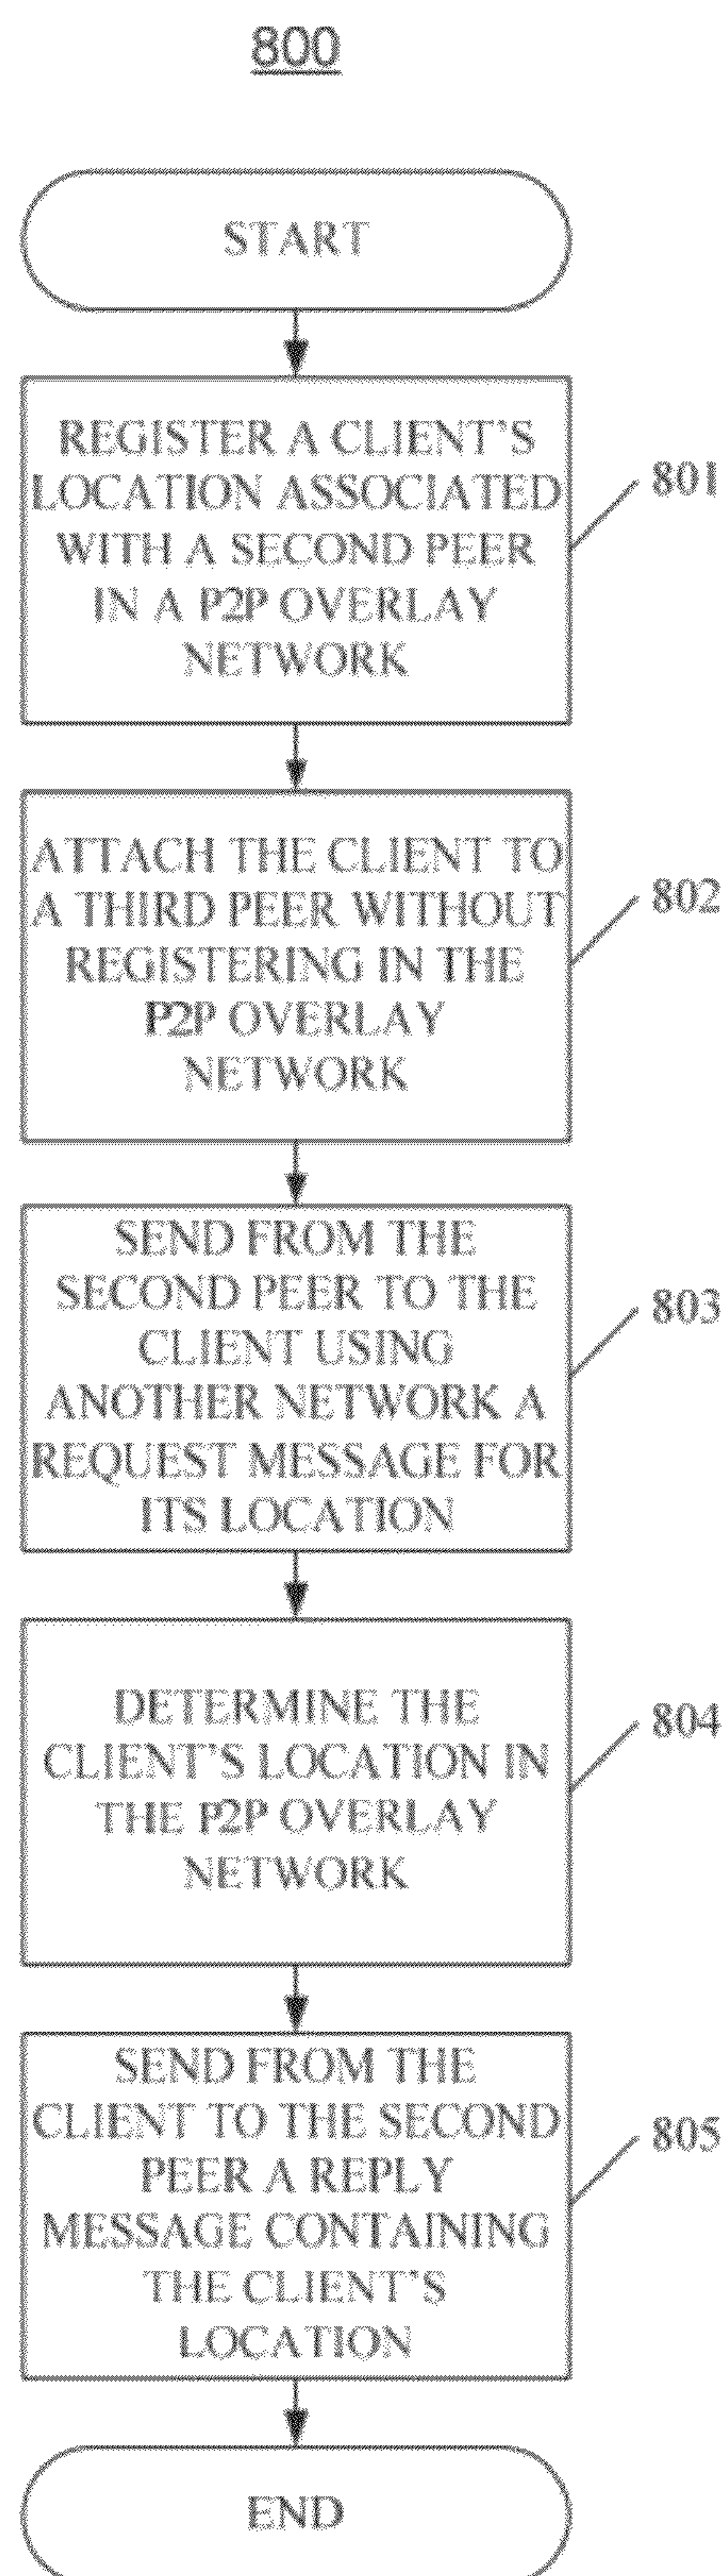 800
START
REGISTER A CLIENT'S
LOCATION ASSOCIATED
WITH A SECOND PEER
IN A P2P OVERLAY
NETWORK
801
ATTACH THE CLIENT TO
A THIRD PEER WITHOUT
REGISTERING IN THE
P2P OVERLAY
NETWORK
802
SEND FROM THE
SECOND PEER TO THE
CLIENT USING
ANOTHER NETWORK A
REQUEST MESSAGE FOR
ITS LOCATION
803
DETERMINE THE
CLIENT'S LOCATION IN
THE P2P OVERLAY
NETWORK
804
SEND FROM THE
CLIENT TO THE SECOND
PEER A REPLY
MESSAGE CONTAINING
THE CLIENT'S
LOCATION
805
END